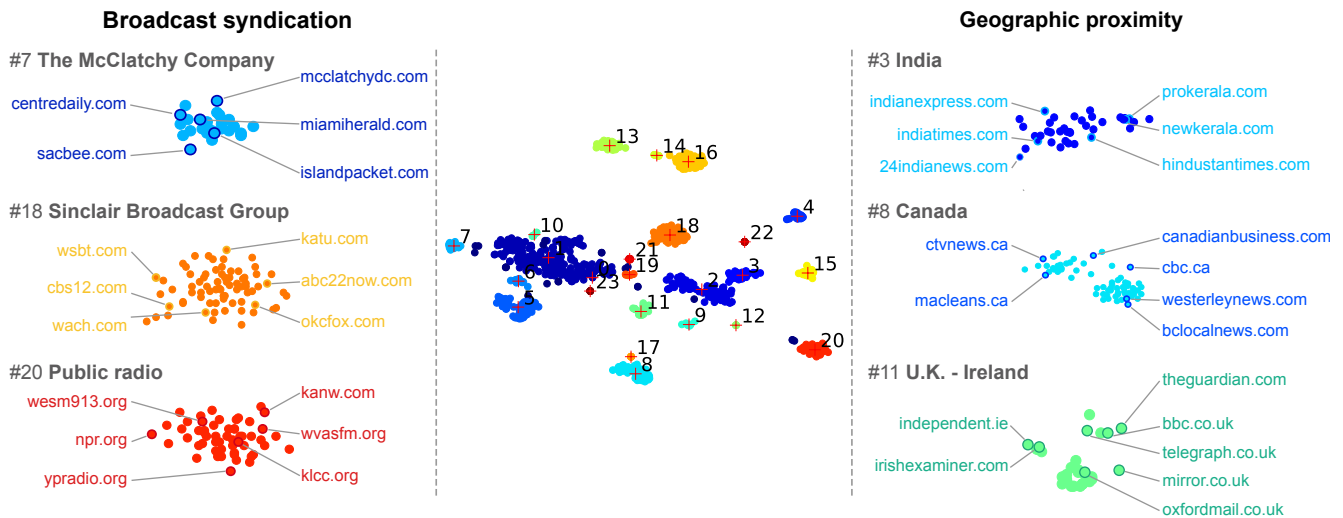 Broadcast syndication
#7 The McClatchy Company
mcclatchydc.com
centredaily.com
miamiherald.com
sacbee.com
islandpacket.com
#18 Sinclair Broadcast Group
katu.com
wsbt.com
abc22now.com
cbs12.com
wach.com
okcfox.com
#20 Public radio
kanw.com
wesm913.org
wvasfm.org
npr.org
ypradio.org
klcc.org
13
14
16
4
10
18
22
7
1
21
6
0
19
3
15
23
2
5
11
9
12
17
8
20
Geographic proximity
#3 India
prokerala.com
indianexpress.com
newkerala.com
indiatimes.com
24indianews.com
hindustantimes.com
#8 Canada
canadianbusiness.com
ctvnews.ca
cbc.ca
macleans.ca
westerleynews.com
bclocalnews.com
#11 U.K. - Ireland
theguardian.com
independent.ie
bbc.co.uk
telegraph.co.uk
irishexaminer.com
mirror.co.uk
oxfordmail.co.uk